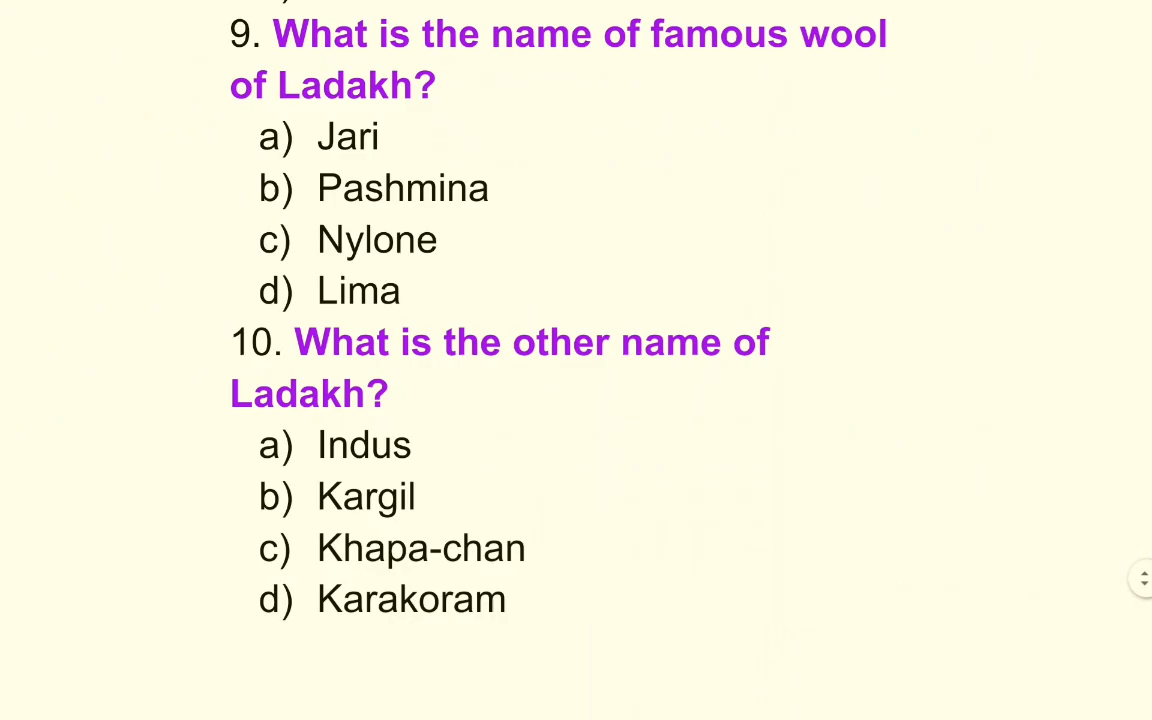 9. What is the name of famous wool
of Ladakh?
a) Jari
b) Pashmina
c) Nylone
d) Lima
10. What is the other name of
Ladakh?
a) Indus
b) Kargil
c) Khapa-chan
d) Karakoram